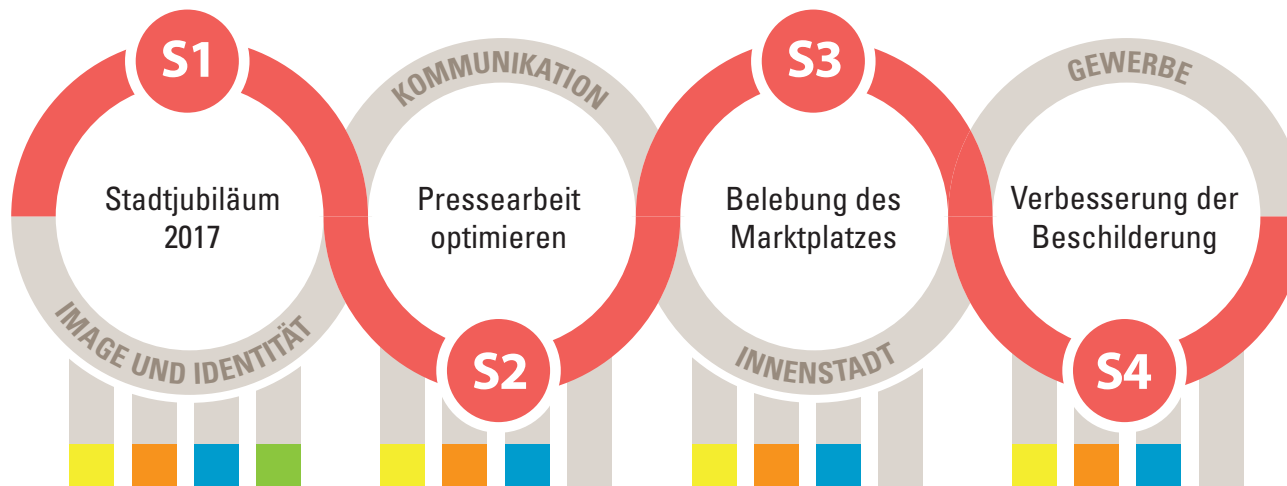 S1
Stadtjubiläum
2017
IMAGE UND IDENTITÄT
KOMMUNIKATION
Pressearbeit
optimieren
S2
S3
Belebung des
Marktplatzes
INNENSTADT
GEWERBE
Verbesserung der
Beschilderung
S4